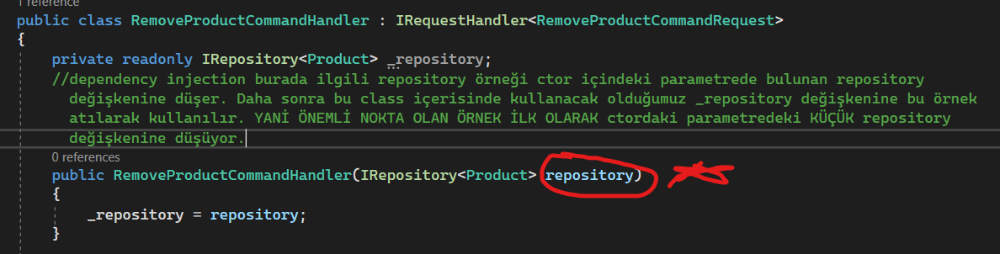 1 reference
public class RemoveProductCommandHandler : IRequestHandler<RemoveProductCommandRequest>
{
private readonly IRepository<Product> _repository;
//dependency injection burada ilgili repository örneği ctor içindeki parametrede bulunan repository
değişkenine düşer. Daha sonra bu class içerisinde kullanacak olduğumuz _repository değişkenine bu örnek
atılarak kullanılır. YANİ ÖNEMLİ NOKTA OLAN ÖRNEK İLK OLARAK ctordaki parametredeki KÜÇÜK repository
değişkenine düşüyor.
0 references
public RemoveProductCommandHandler(IRepository<Product> repository)
{
_repository = repository;
}